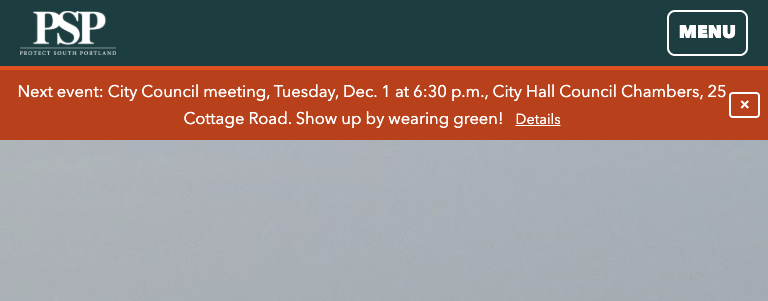 PSP
PROTECT SOUTH PORTLAND
MENU
Next event: City Council meeting, Tuesday, Dec. 1 at 6:30 p.m., City Hall Council Chambers, 25
Cottage Road. Show up by wearing green! Details
×